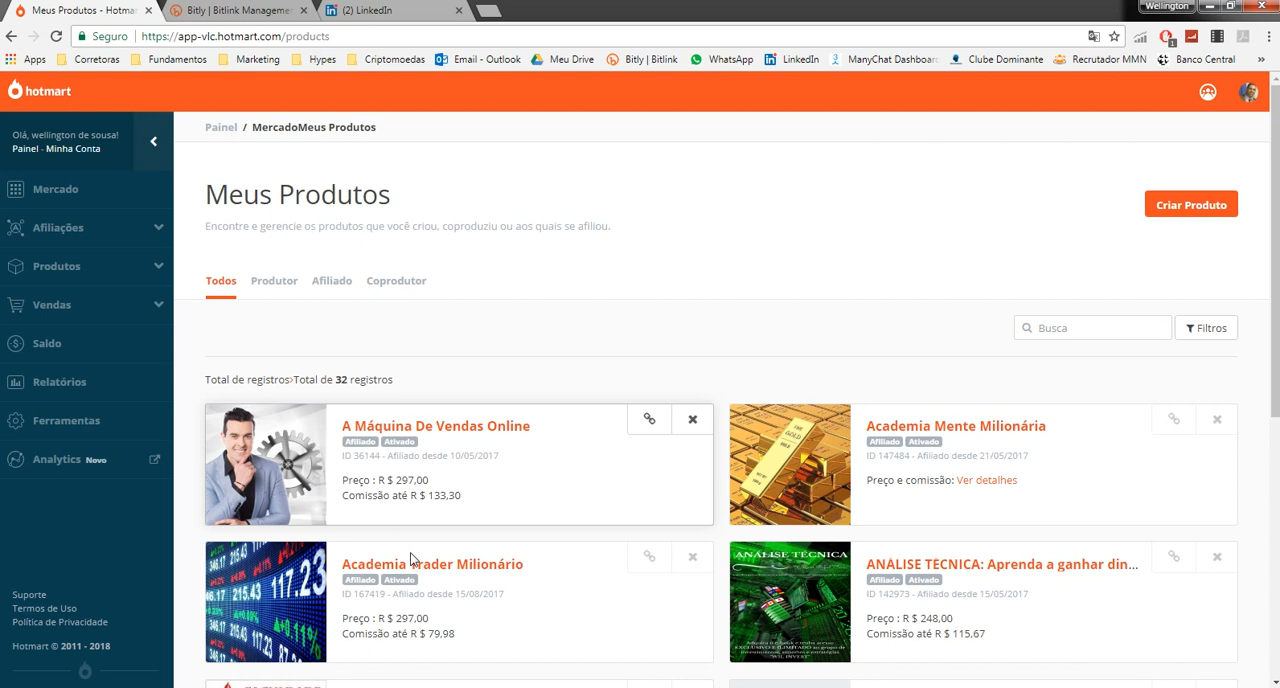 Meus Produtos - Hotmar
Bitly | Bitlink Managemen
(2) LinkedIn
Wellington
Seguro
https://app-vlc.hotmart.com/products
Apps
Corretoras
Fundamentos
Marketing
Hypes
Criptomoedas
Email - Outlook
Meu Drive
Bitly | Bitlink
WhatsApp
LinkedIn
ManyChat Dashboar
Clube Dominante
Recrutador MMN
Banco Central
»
hotmart
Olá, wellington de sousa!
Painel - Minha Conta
Mercado
Afiliações
Produtos
Vendas
Saldo
Relatórios
Ferramentas
Analytics Novo
Suporte
Termos de Uso
Política de Privacidade
Hotmart © 2011 - 2018
Painel / MercadoMeus Produtos
Meus Produtos
Criar Produto
Encontre e gerencie os produtos que você criou, coproduziu ou aos quais se afiliou.
Todos
Produtor
Afiliado
Coprodutor
Busca
Filtros
Total de registros>Total de 32 registros
A Máquina De Vendas Online
Afiliado Ativado
ID 36144 - Afiliado desde 10/05/2017
Preço : R$ 297,00
Comissão até R$ 133,30
Academia Mente Milionária
Afiliado Ativado
ID 147484 - Afiliado desde 21/05/2017
Preço e comissão: Ver detalhes
Academia Trader Milionário
Afiliado Ativado
ID 167419 - Afiliado desde 15/08/2017
Preço : R$ 297,00
Comissão até R$ 79,98
ANÁLISE TÉCNICA
ANÁLISE TÉCNICA: Aprenda a ganhar din...
Afiliado Ativado
ID 142973 - Afiliado desde 15/05/2017
Preço : R$ 248,00
Comissão até R$ 115,67